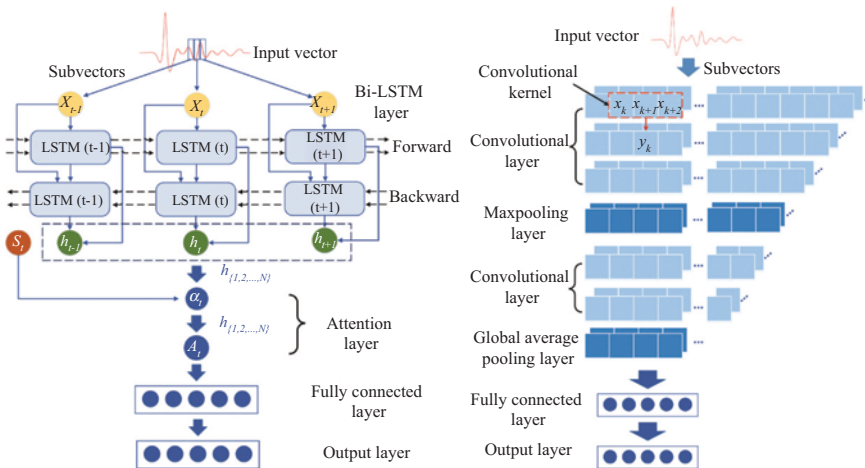 Input vector
Subvectors
Bi-LSTM
layer
X_{t-1}
X_t
X_{t+1}
LSTM (t-1)
LSTM (t)
LSTM
(t+1)
Forward
LSTM (t-1)
LSTM (t)
LSTM
(t+1)
Backward
S_t
h_{t-1}
h_t
h_{t+1}
h_{\{1,2,...,N\}}
α_t
h_{\{1,2,...,N\}}
Attention
layer
A_t
Fully connected
layer
Output layer
Input vector
Subvectors
Convolutional
kernel
x_k x_{k+1} x_{k+2}
...
Convolutional
layer
y_k
...
...
Maxpooling
layer
...
...
Convolutional
layer
...
Global average
pooling layer
...
Fully connected
layer
Output layer